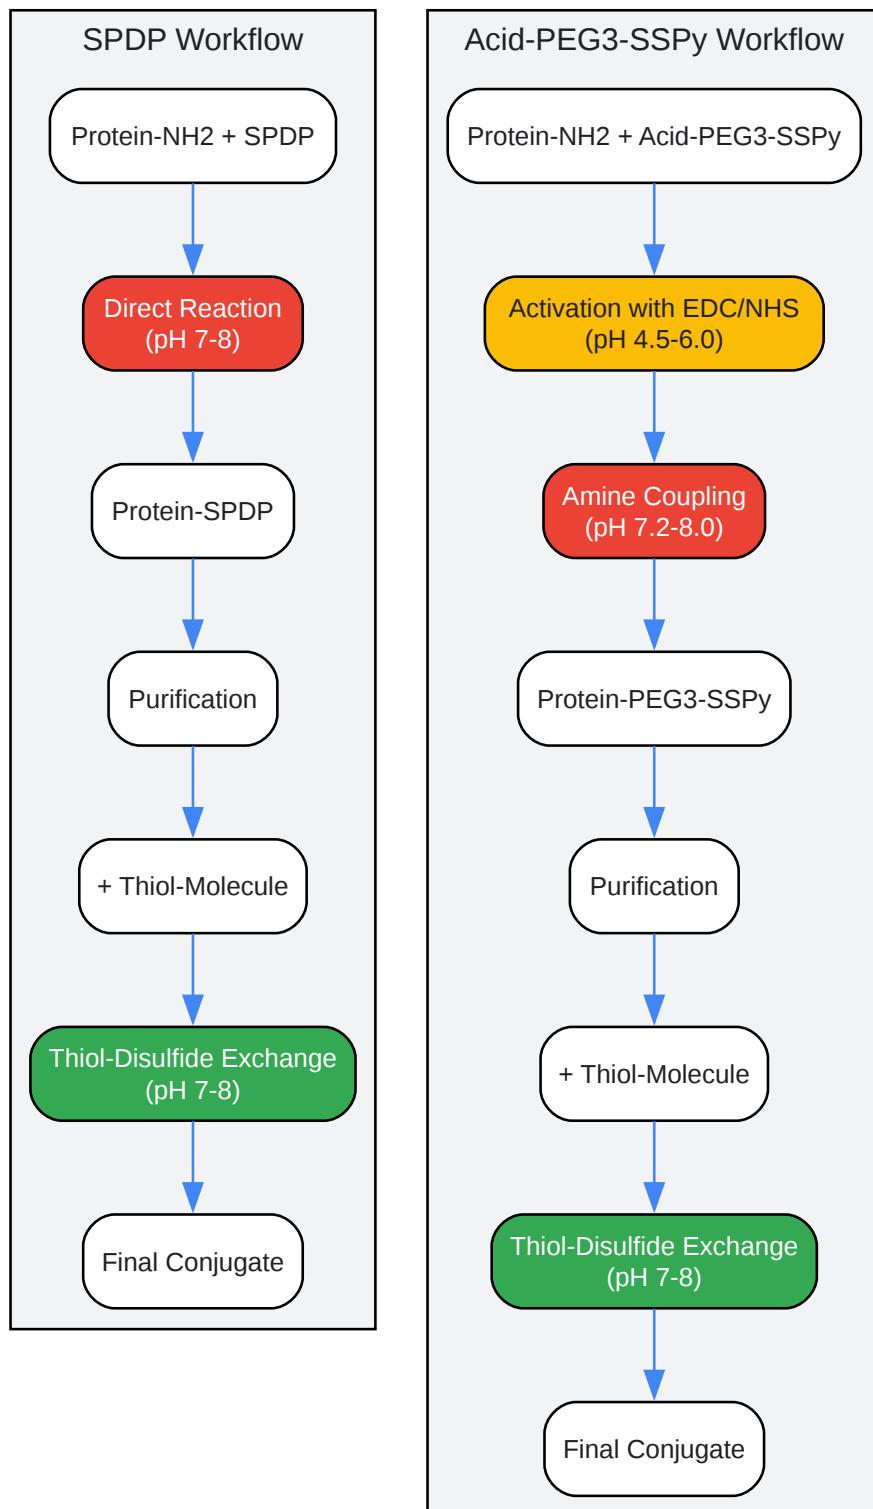 SPDP Workflow
Protein-NH2 + SPDP
Direct Reaction
(pH 7-8)
Protein-SPDP
Purification
+ Thiol-Molecule
Thiol-Disulfide Exchange
(pH 7-8)
Final Conjugate
Acid-PEG3-SSPy Workflow
Protein-NH2 + Acid-PEG3-SSPy
Activation with EDC/NHS
(pH 4.5-6.0)
Amine Coupling
(pH 7.2-8.0)
Protein-PEG3-SSPy
Purification
+ Thiol-Molecule
Thiol-Disulfide Exchange
(pH 7-8)
Final Conjugate